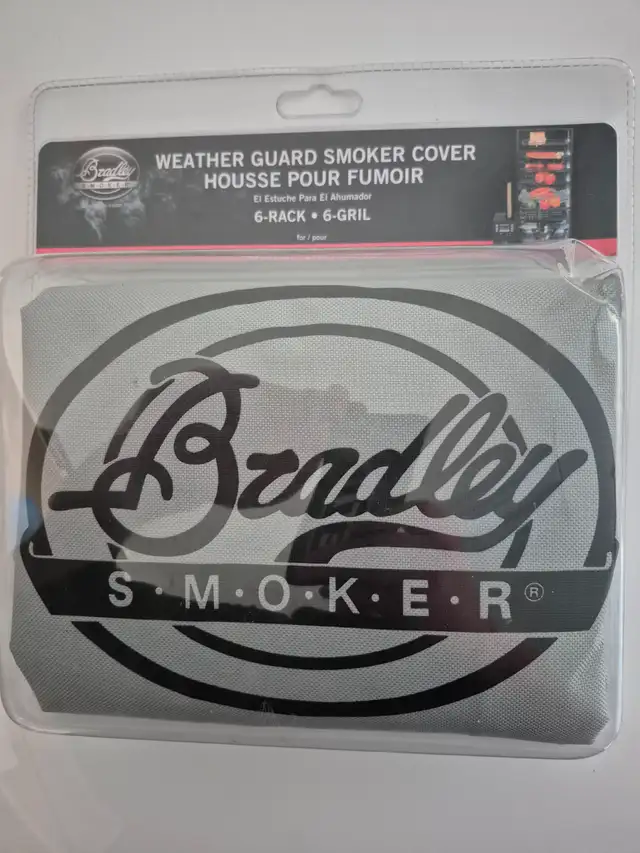 Bradley
SMOKER
WEATHER GUARD SMOKER COVER
HOUSSE POUR FUMOIR
El Estuche Para El Ahumador
6-RACK • 6-GRIL
for / pour
Bradley
S·M·O·K·E·R®